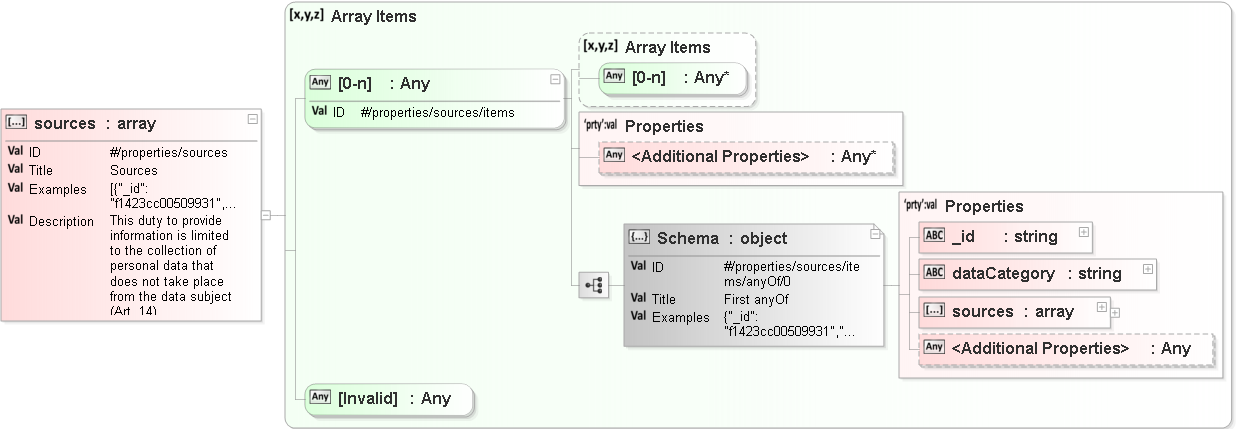 [x,y,z] Array Items
[x,y,z] Array Items
Any [0-n] : Any*
Any [0-n] : Any
Val ID #/properties/sources/items
[...] sources : array
Val ID #/properties/sources
Val Title Sources
Val Examples [{"_id":
"f1423cc00509931",...
Val Description This duty to provide
information is limited
to the collection of
personal data that
does not take place
from the data subject
(Art. 14)
'prty':val Properties
Any <Additional Properties> : Any*
{...} Schema : object
Val ID #/properties/sources/ite
ms/anyOf/0
Val Title First anyOf
Val Examples {"_id":
"f1423cc00509931","...
'prty':val Properties
ABC _id : string
ABC dataCategory : string
[...] sources : array
Any <Additional Properties> : Any
Any [Invalid] : Any